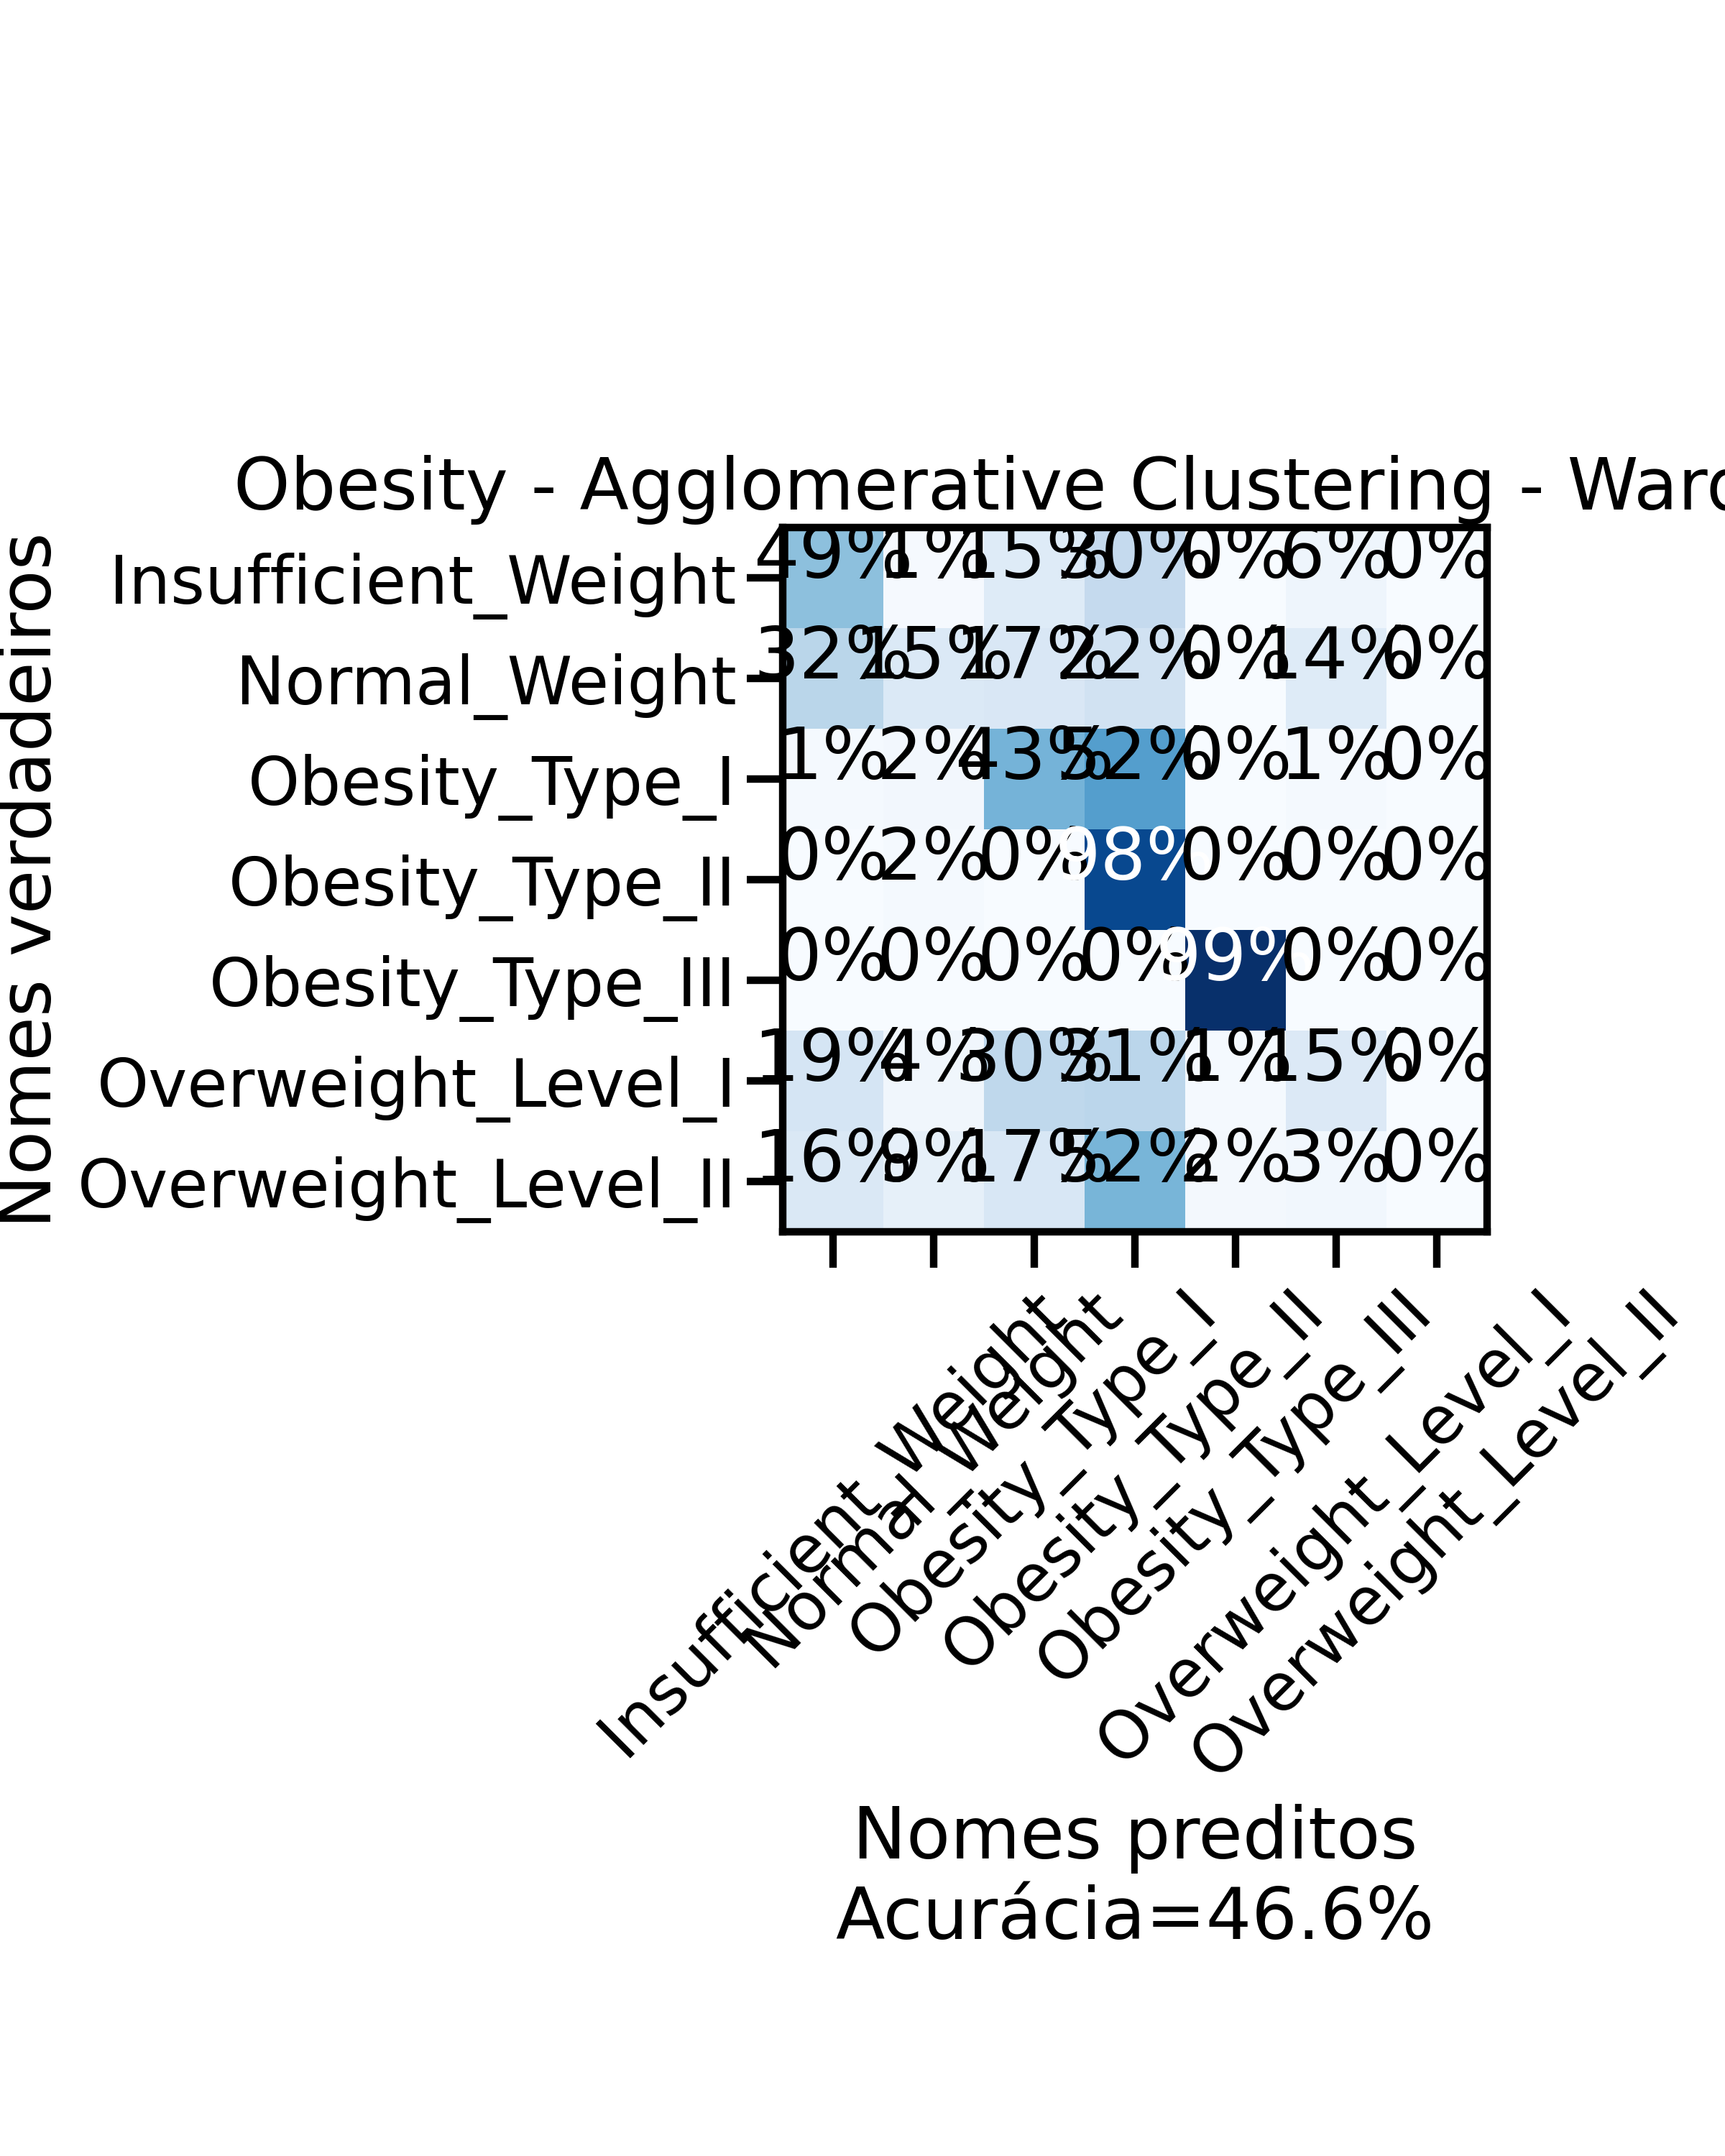 Obesity - Agglomerative Clustering - Ward
Nomes verdadeiros
Insufficient_Weight 49% 1% 15% 30% 0% 6% 0%
Normal_Weight 32% 15% 17% 22% 0% 14% 0%
Obesity_Type_I 1% 2% 43% 52% 0% 1% 0%
Obesity_Type_II 0% 2% 0% 98% 0% 0% 0%
Obesity_Type_III 0% 0% 0% 0% 99% 0% 0%
Overweight_Level_I 19% 4% 30% 31% 1% 15% 0%
Overweight_Level_II 16% 9% 17% 52% 2% 3% 0%
Insufficient_Weight
Normal_Weight
Obesity_Type_I
Obesity_Type_II
Obesity_Type_III
Overweight_Level_I
Overweight_Level_II
Nomes preditos
Acurácia=46.6%